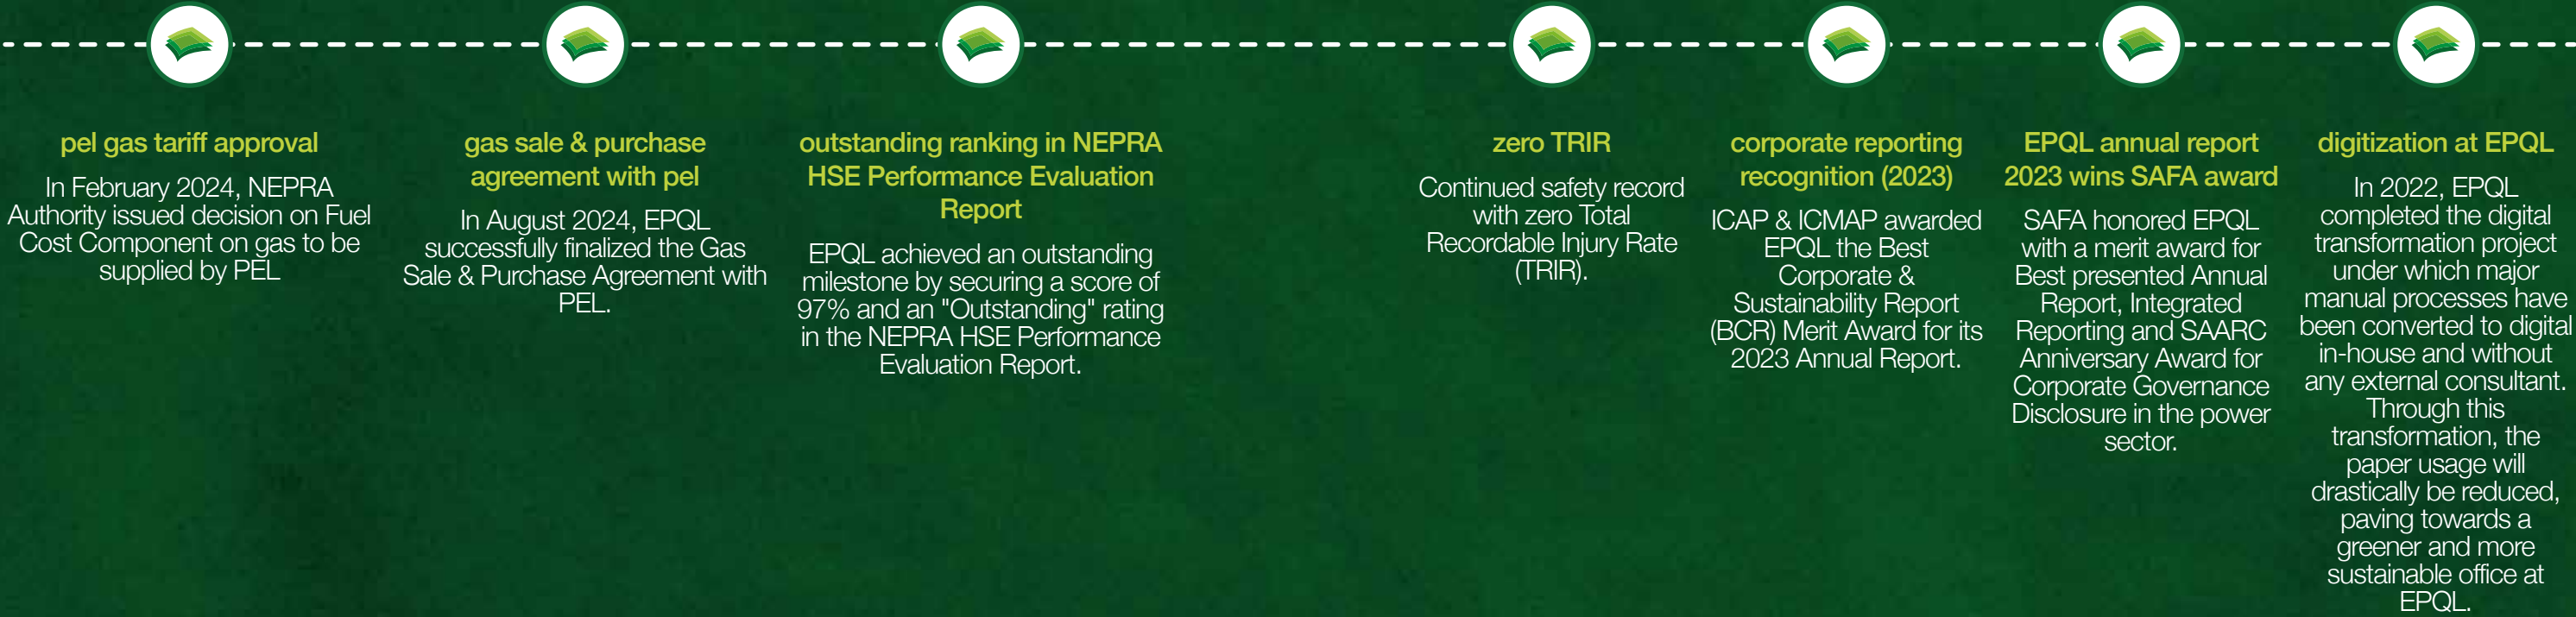 pel gas tariff approval
In February 2024, NEPRA
Authority issued decision on Fuel
Cost Component on gas to be
supplied by PEL
gas sale & purchase
agreement with pel
In August 2024, EPQL
successfully finalized the Gas
Sale & Purchase Agreement with
PEL.
outstanding ranking in NEPRA
HSE Performance Evaluation
Report
EPQL achieved an outstanding
milestone by securing a score of
97% and an "Outstanding" rating
in the NEPRA HSE Performance
Evaluation Report.
zero TRIR
Continued safety record
with zero Total
Recordable Injury Rate
(TRIR).
corporate reporting
recognition (2023)
ICAP & ICMAP awarded
EPQL the Best
Corporate &
Sustainability Report
(BCR) Merit Award for its
2023 Annual Report.
EPQL annual report
2023 wins SAFA award
SAFA honored EPQL
with a merit award for
Best presented Annual
Report, Integrated
Reporting and SAARC
Anniversary Award for
Corporate Governance
Disclosure in the power
sector.
digitization at EPQL
In 2022, EPQL
completed the digital
transformation project
under which major
manual processes have
been converted to digital
in-house and without
any external consultant.
Through this
transformation, the
paper usage will
drastically be reduced,
paving towards a
greener and more
sustainable office at
EPQL.